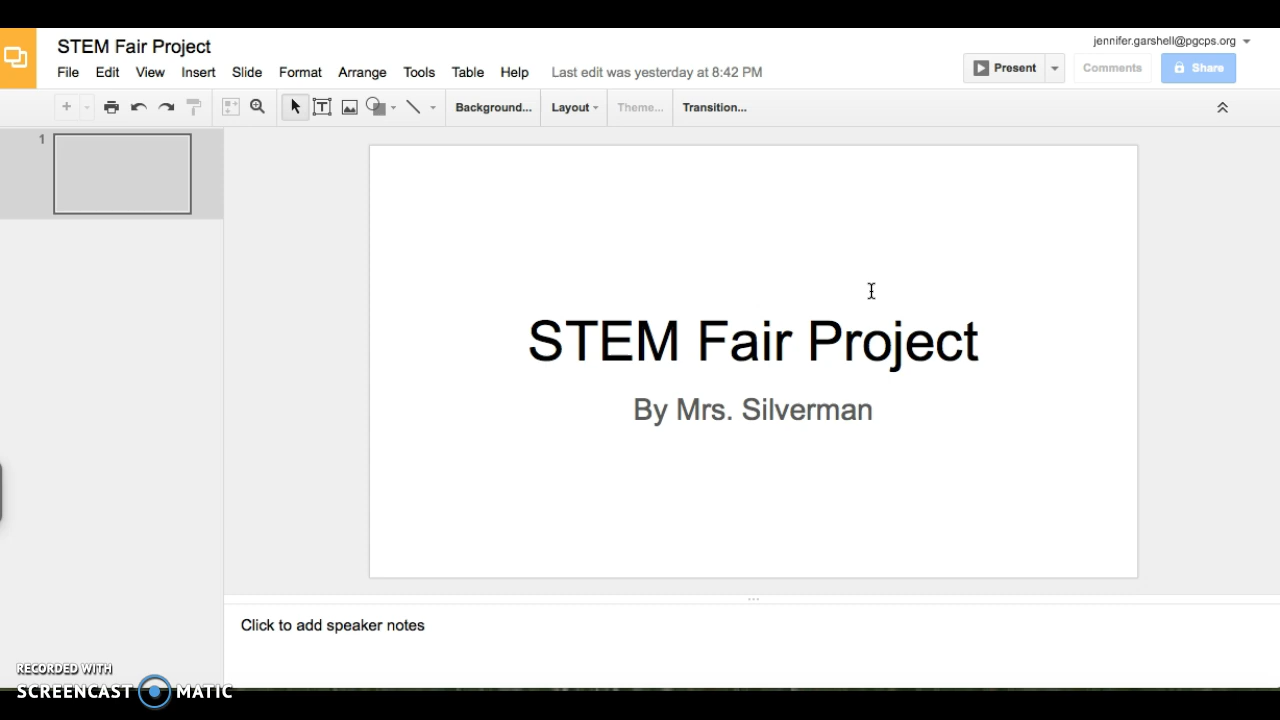 STEM Fair Project
jennifer.garshell@pgcps.org
File Edit View Insert Slide Format Arrange Tools Table Help Last edit was yesterday at 8:42 PM
Present Comments Share
Background... Layout Theme... Transition...
1
STEM Fair Project
By Mrs. Silverman
Click to add speaker notes
RECORDED WITH
SCREENCAST MATIC